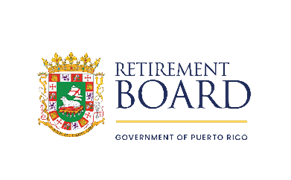 RETIREMENT
BOARD
GOVERNMENT OF PUERTO RICO